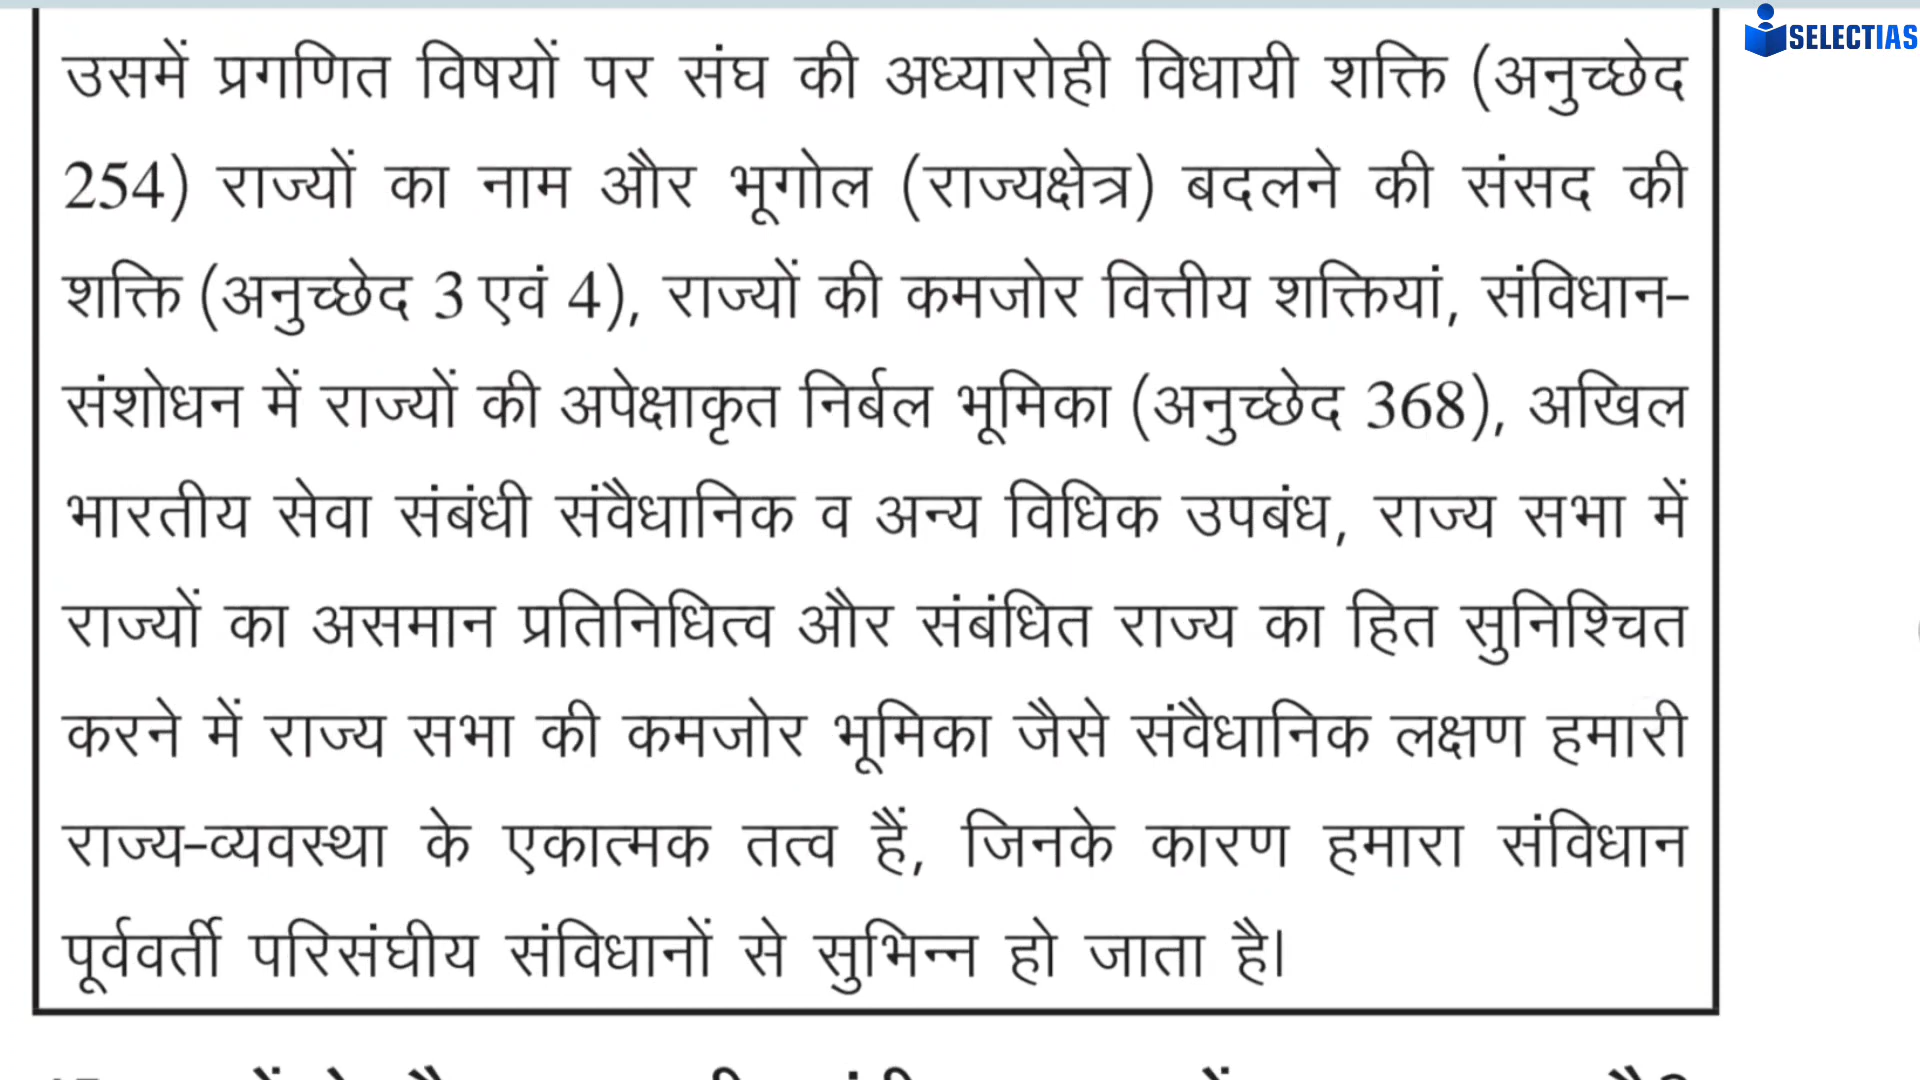 SELECTIAS
उसमें प्रगणित विषयों पर संघ की अध्यारोही विधायी शक्ति (अनुच्छेद
254) राज्यों का नाम और भूगोल (राज्यक्षेत्र) बदलने की संसद की
शक्ति (अनुच्छेद 3 एवं 4), राज्यों की कमजोर वित्तीय शक्तियां, संविधान-
संशोधन में राज्यों की अपेक्षाकृत निर्बल भूमिका (अनुच्छेद 368), अखिल
भारतीय सेवा संबंधी संवैधानिक व अन्य विधिक उपबंध, राज्य सभा में
राज्यों का असमान प्रतिनिधित्व और संबंधित राज्य का हित सुनिश्चित
करने में राज्य सभा की कमजोर भूमिका जैसे संवैधानिक लक्षण हमारी
राज्य-व्यवस्था के एकात्मक तत्व हैं, जिनके कारण हमारा संविधान
पूर्ववर्ती परिसंघीय संविधानों से सुभिन्न हो जाता है।